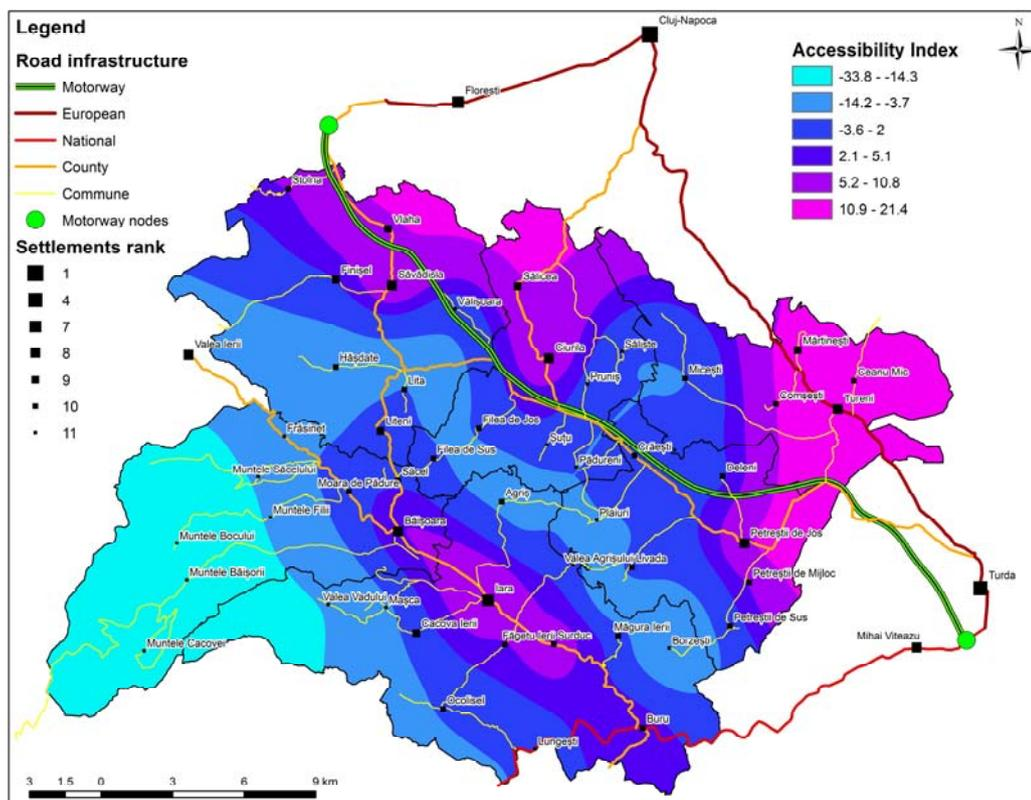 Legend
Road infrastructure
Motorway
European
National
County
Commune
Motorway nodes
Settlements rank
1
4
7
8
9
10
11
Accessibility Index
-33.8 - -14.3
-14.2 - -3.7
-3.6 - 2
2.1 - 5.1
5.2 - 10.8
10.9 - 21.4
N
Cluj-Napoca
Florești
Stolna
Vlaha
Finișel
Săvădisla
Sălicea
Vălișoara
Valea Ierii
Hășdate
Ciurila
Săliște
Mărtinești
Lita
Pruniș
Micești
Ceanu Mic
Comșești
Tureni
Frăsinet
Liteni
Filea de Jos
Șuțu
Crăești
Filea de Sus
Pădureni
Muntele Săcelului
Săcel
Deleni
Moara de Pădure
Agriș
Muntele Filii
Plaiuri
Băișoara
Petreștii de Jos
Muntele Bocului
Valea Agrișului
Livada
Muntele Băișorii
Petreștii de Mijloc
Turda
Iara
Valea Vadului
Mașca
Cacova Ierii
Petreștii de Sus
Făgetu Ierii
Surduc
Măgura Ierii
Mihai Viteazu
Muntele Cacovei
Borzești
Ocolișel
Buru
Lungești
3 1.5 0 3 6 9 km